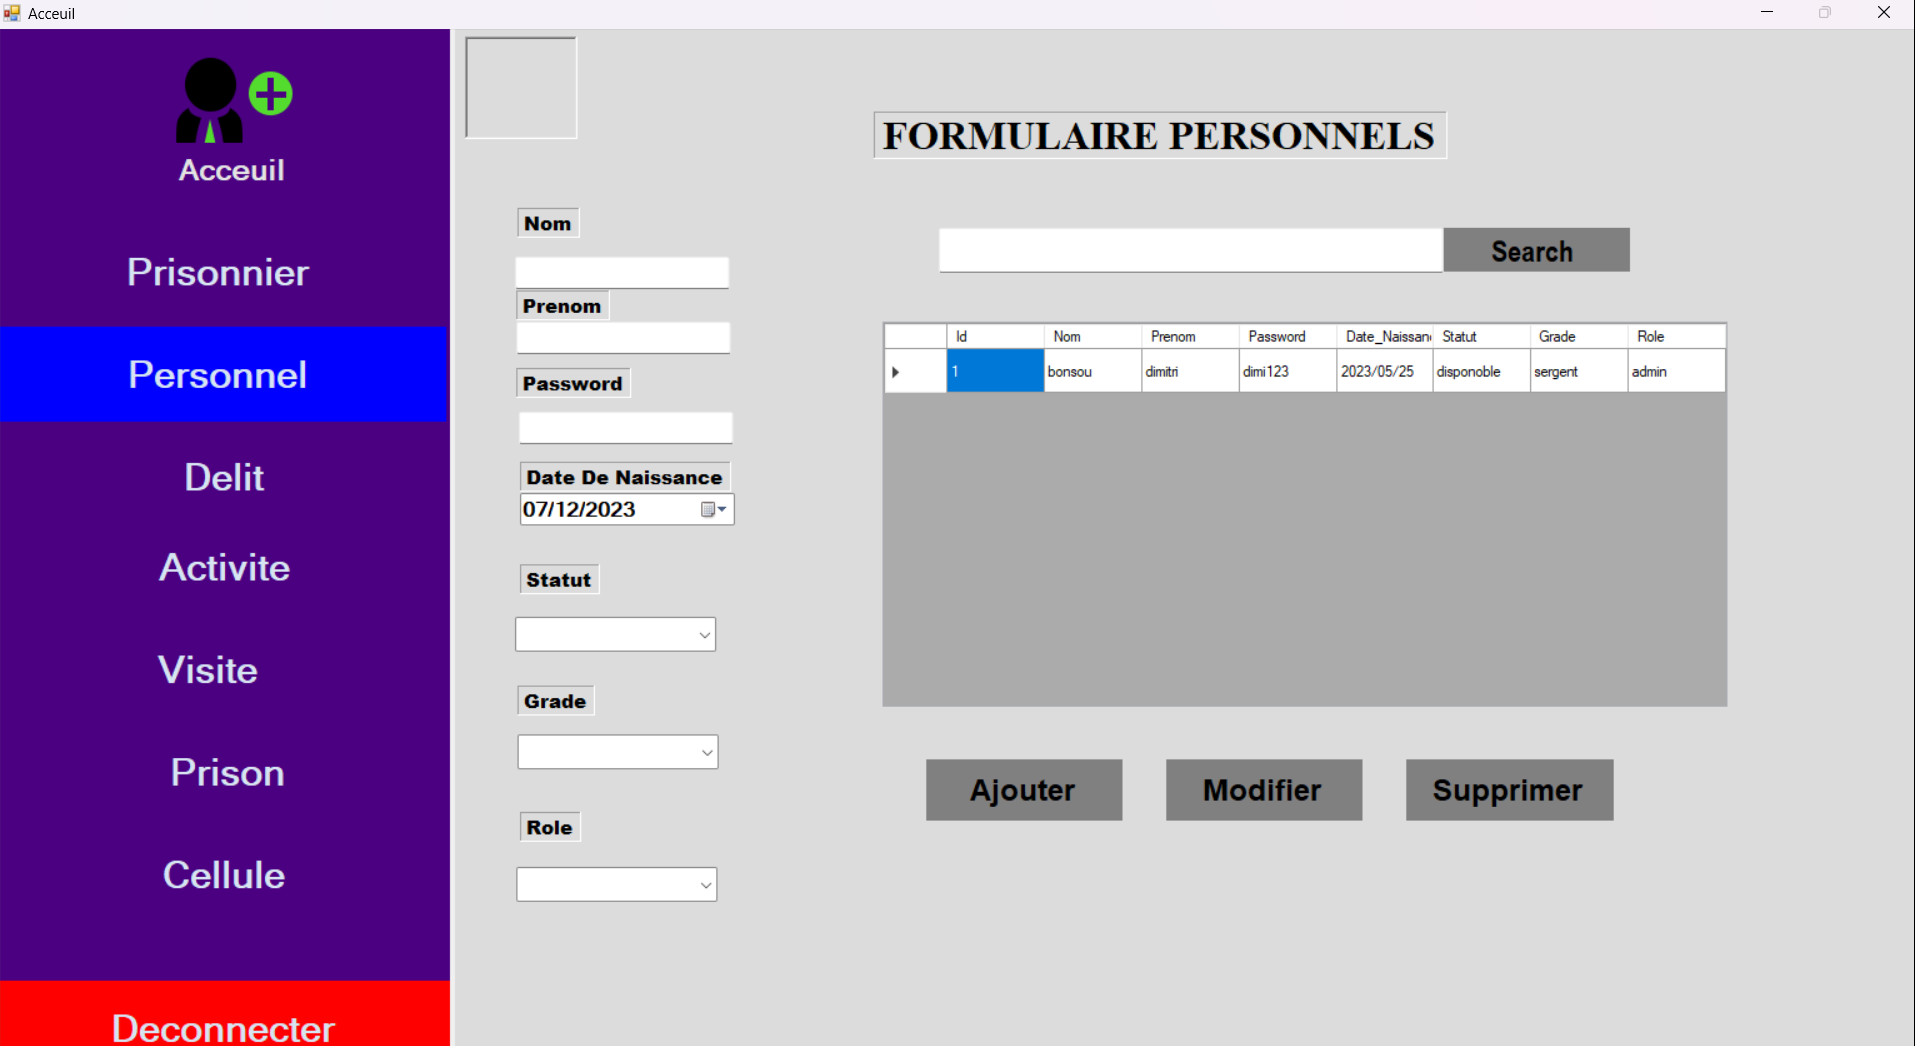 Acceuil
Acceuil
Prisonnier
Personnel
Delit
Activite
Visite
Prison
Cellule
Deconnecter
FORMULAIRE PERSONNELS
Nom
Prenom
Password
Date De Naissance
07/12/2023
Statut
Grade
Role
Search
Id Nom Prenom Password Date_Naissan Statut Grade Role
1 bonsou dimitri dimi123 2023/05/25 disponoble sergent admin
Ajouter Modifier Supprimer